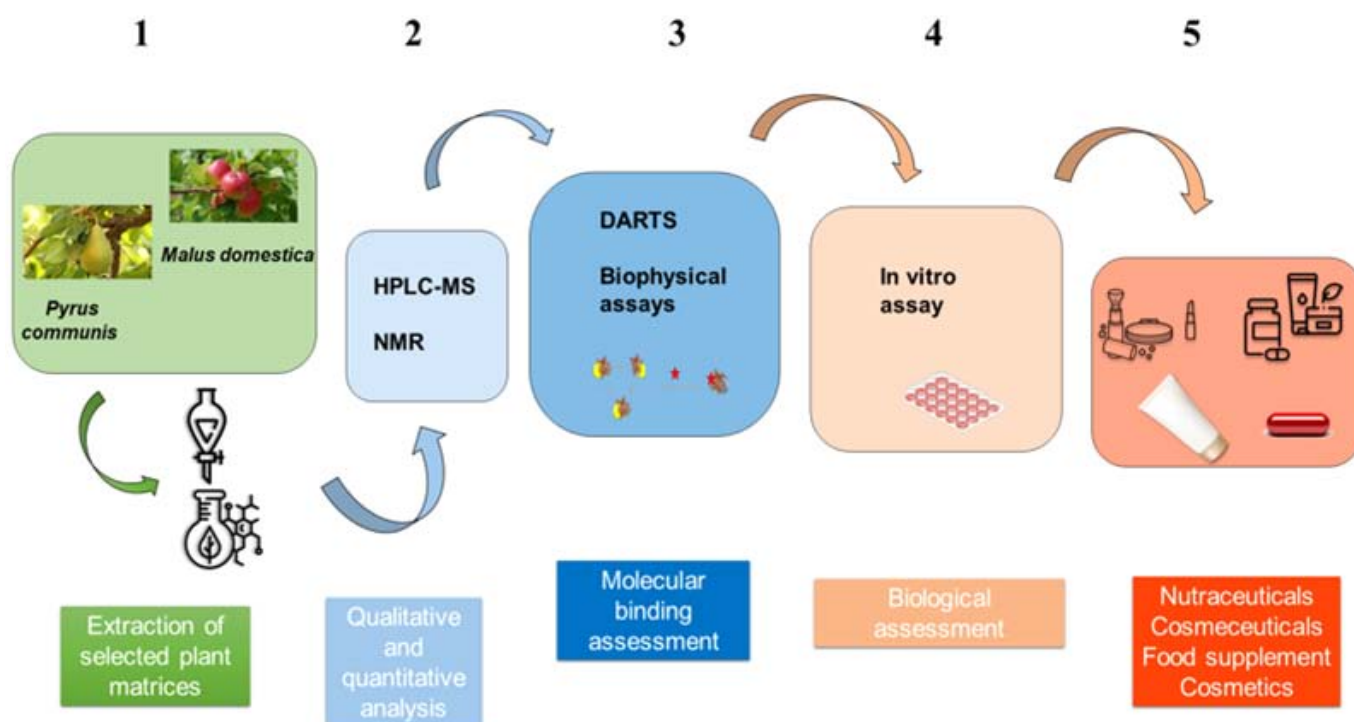 1
2
3
4
5
Malus domestica
Pyrus
communis
HPLC-MS
NMR
DARTS
Biophysical
assays
In vitro
assay
Extraction of
selected plant
matrices
Qualitative
and
quantitative
analysis
Molecular
binding
assessment
Biological
assessment
Nutraceuticals
Cosmeceuticals
Food supplement
Cosmetics